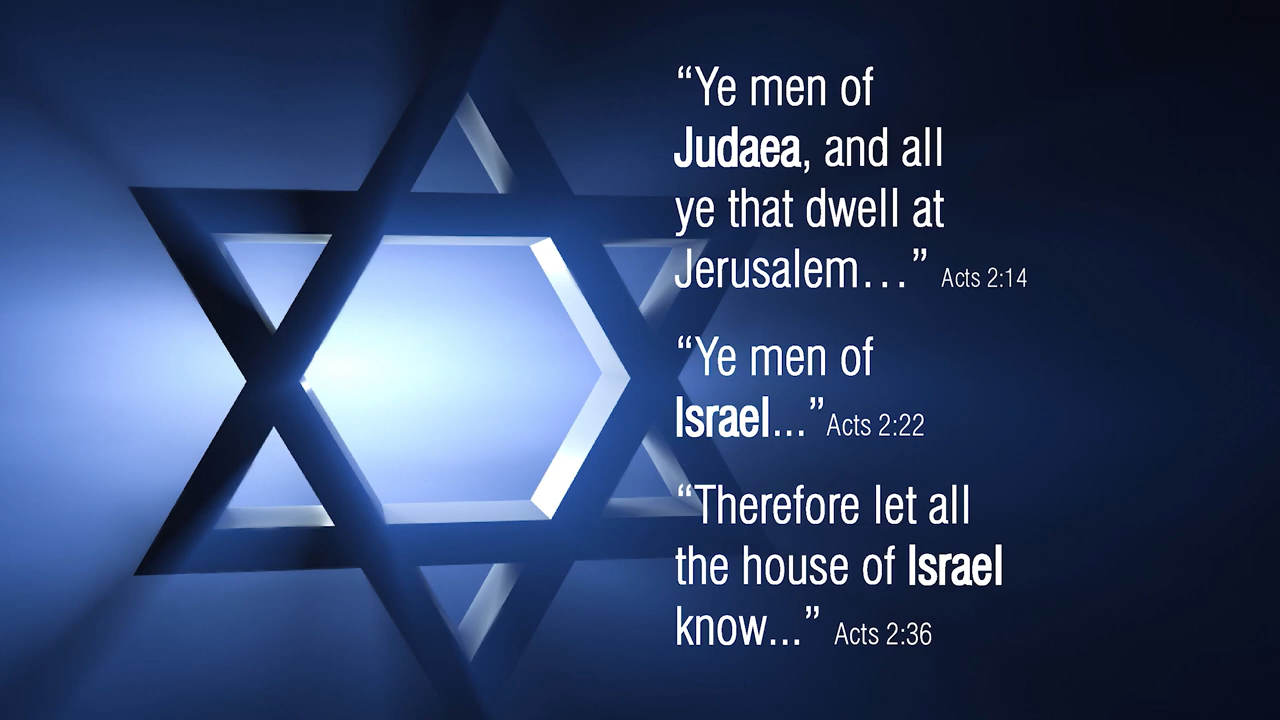 “Ye men of
Judaea, and all
ye that dwell at
Jerusalem…” Acts 2:14
“Ye men of
Israel...” Acts 2:22
“Therefore let all
the house of Israel
know...” Acts 2:36